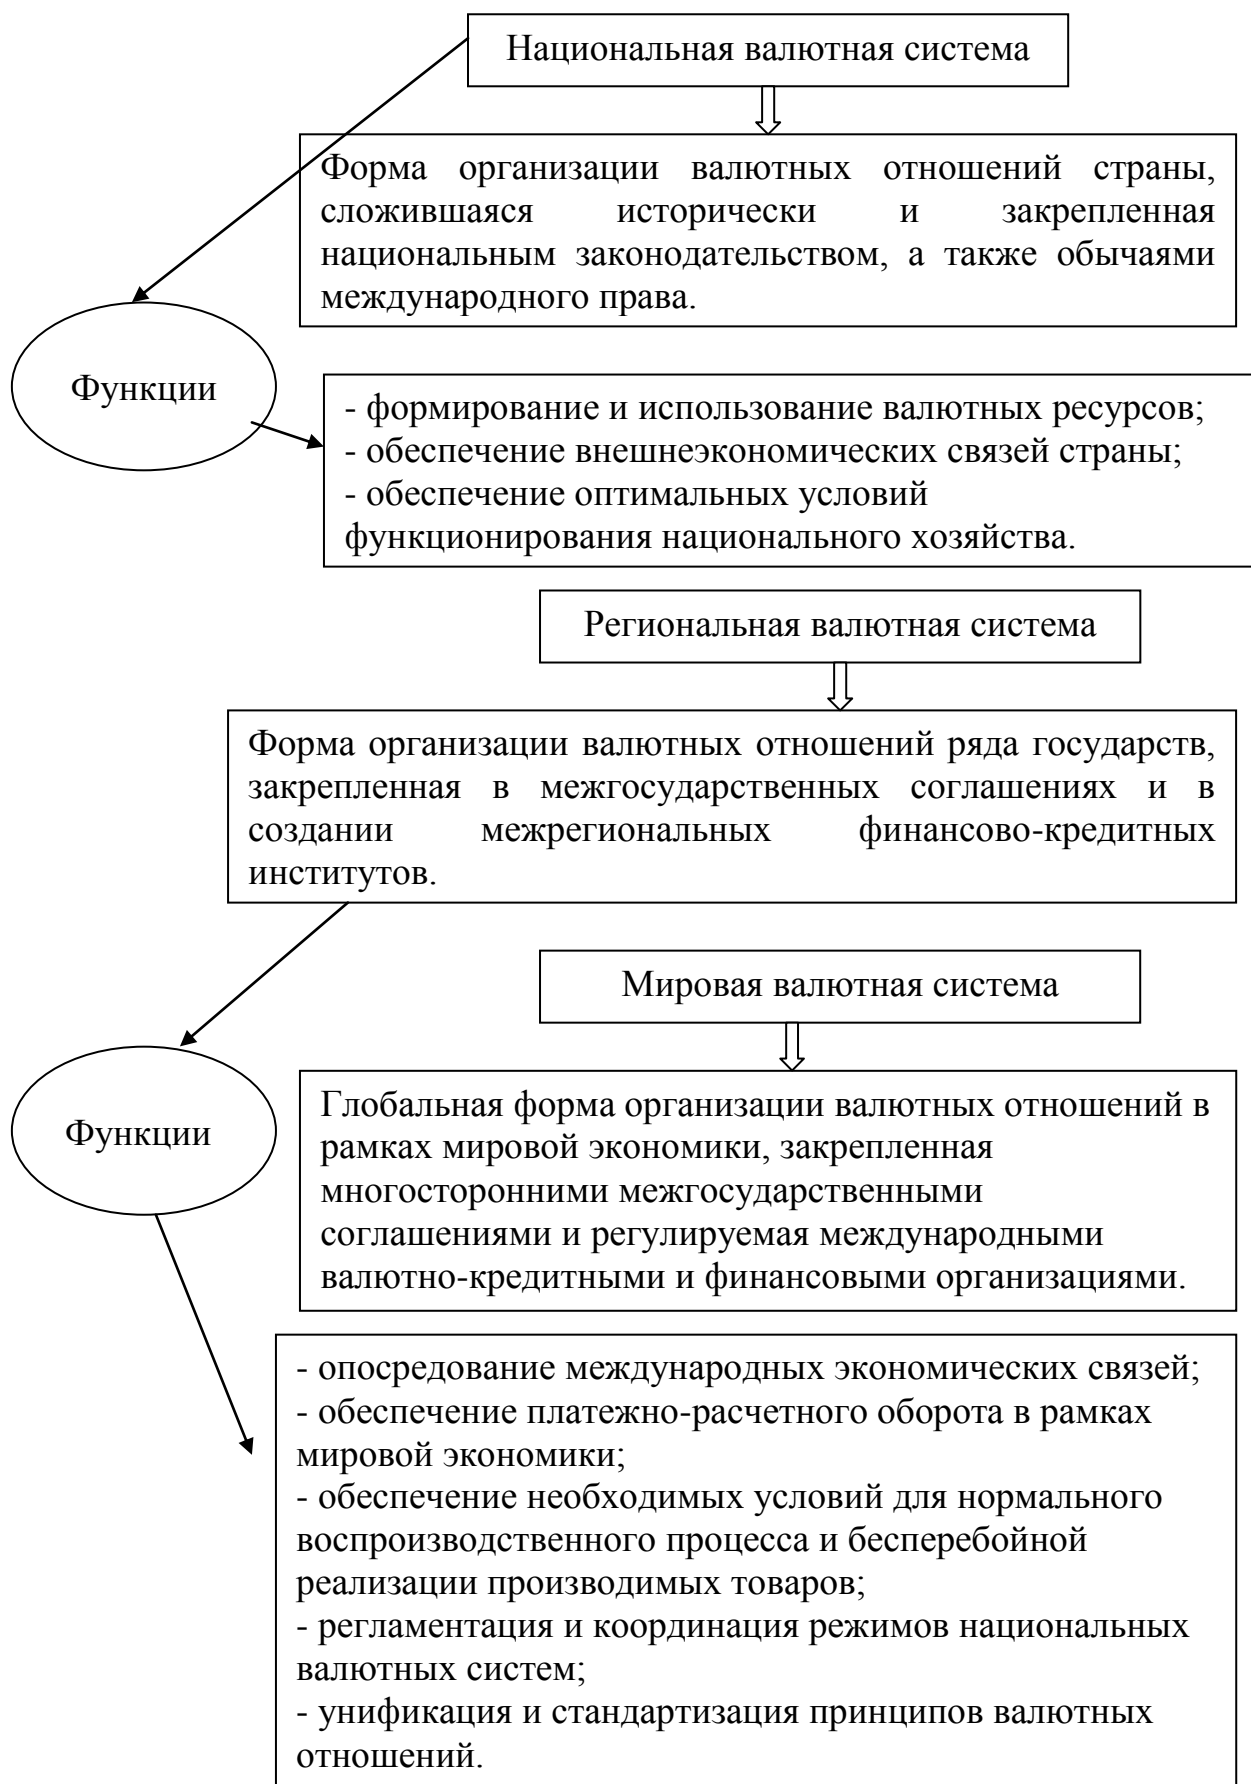 Национальная валютная система
Форма организации валютных отношений страны,
сложившаяся исторически и закрепленная
национальным законодательством, а также обычаями
международного права.
Функции
- формирование и использование валютных ресурсов;
- обеспечение внешнеэкономических связей страны;
- обеспечение оптимальных условий
функционирования национального хозяйства.
Региональная валютная система
Форма организации валютных отношений ряда государств,
закрепленная в межгосударственных соглашениях и в
создании межрегиональных финансово-кредитных
институтов.
Мировая валютная система
Функции
Глобальная форма организации валютных отношений в
рамках мировой экономики, закрепленная
многосторонними межгосударственными
соглашениями и регулируемая международными
валютно-кредитными и финансовыми организациями.
- опосредование международных экономических связей;
- обеспечение платежно-расчетного оборота в рамках
мировой экономики;
- обеспечение необходимых условий для нормального
воспроизводственного процесса и бесперебойной
реализации производимых товаров;
- регламентация и координация режимов национальных
валютных систем;
- унификация и стандартизация принципов валютных
отношений.